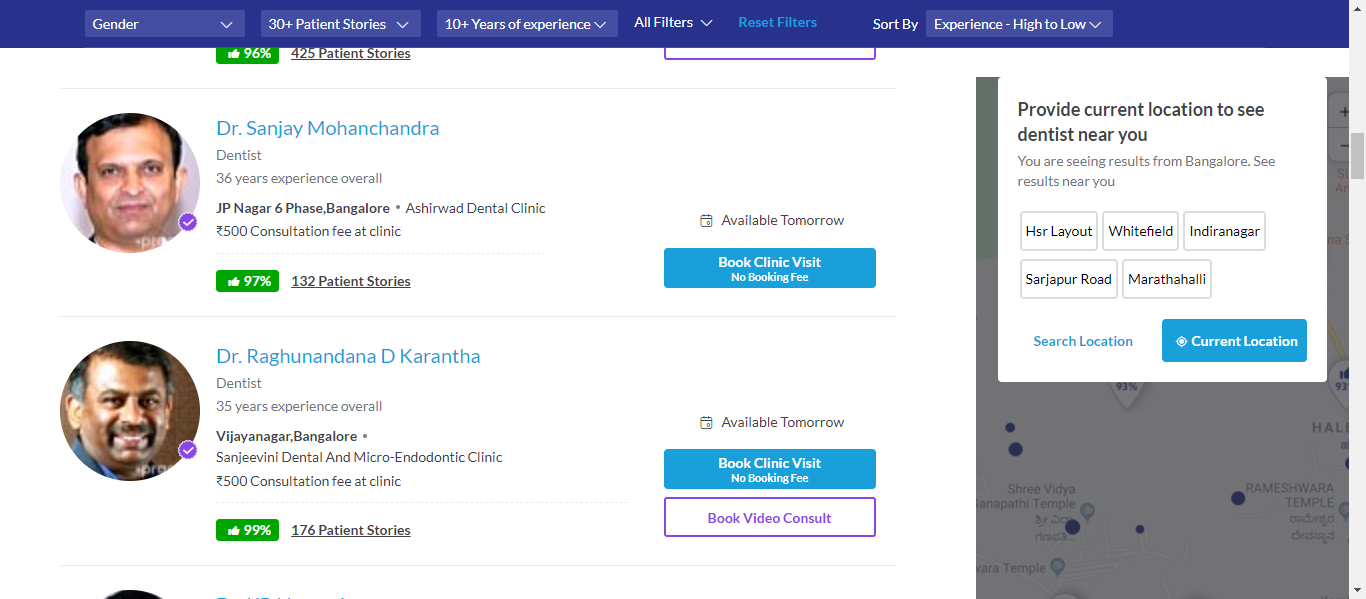 Gender
30+ Patient Stories
10+ Years of experience
All Filters
Reset Filters
Sort By
Experience - High to Low
96% 425 Patient Stories
Dr. Sanjay Mohanchandra
Dentist
36 years experience overall
JP Nagar 6 Phase,Bangalore • Ashirwad Dental Clinic
₹500 Consultation fee at clinic
97% 132 Patient Stories
Available Tomorrow
Book Clinic Visit
No Booking Fee
Dr. Raghunandana D Karantha
Dentist
35 years experience overall
Vijayanagar,Bangalore •
Sanjeevini Dental And Micro-Endodontic Clinic
₹500 Consultation fee at clinic
99% 176 Patient Stories
Available Tomorrow
Book Clinic Visit
No Booking Fee
Book Video Consult
Provide current location to see
dentist near you
You are seeing results from Bangalore. See
results near you
Hsr Layout
Whitefield
Indiranagar
Sarjapur Road
Marathahalli
Search Location
Current Location
93%
HALE
Shree Vidya
Ganapathi Temple
ಶ್ರೀ ವಿದ್ಯಾ
ಗಣಪತಿ...
RAMESHWARA
TEMPLE
ರಾಮೇಶ್ವರ
ದೇವಸ್ಥಾನ
wara Temple